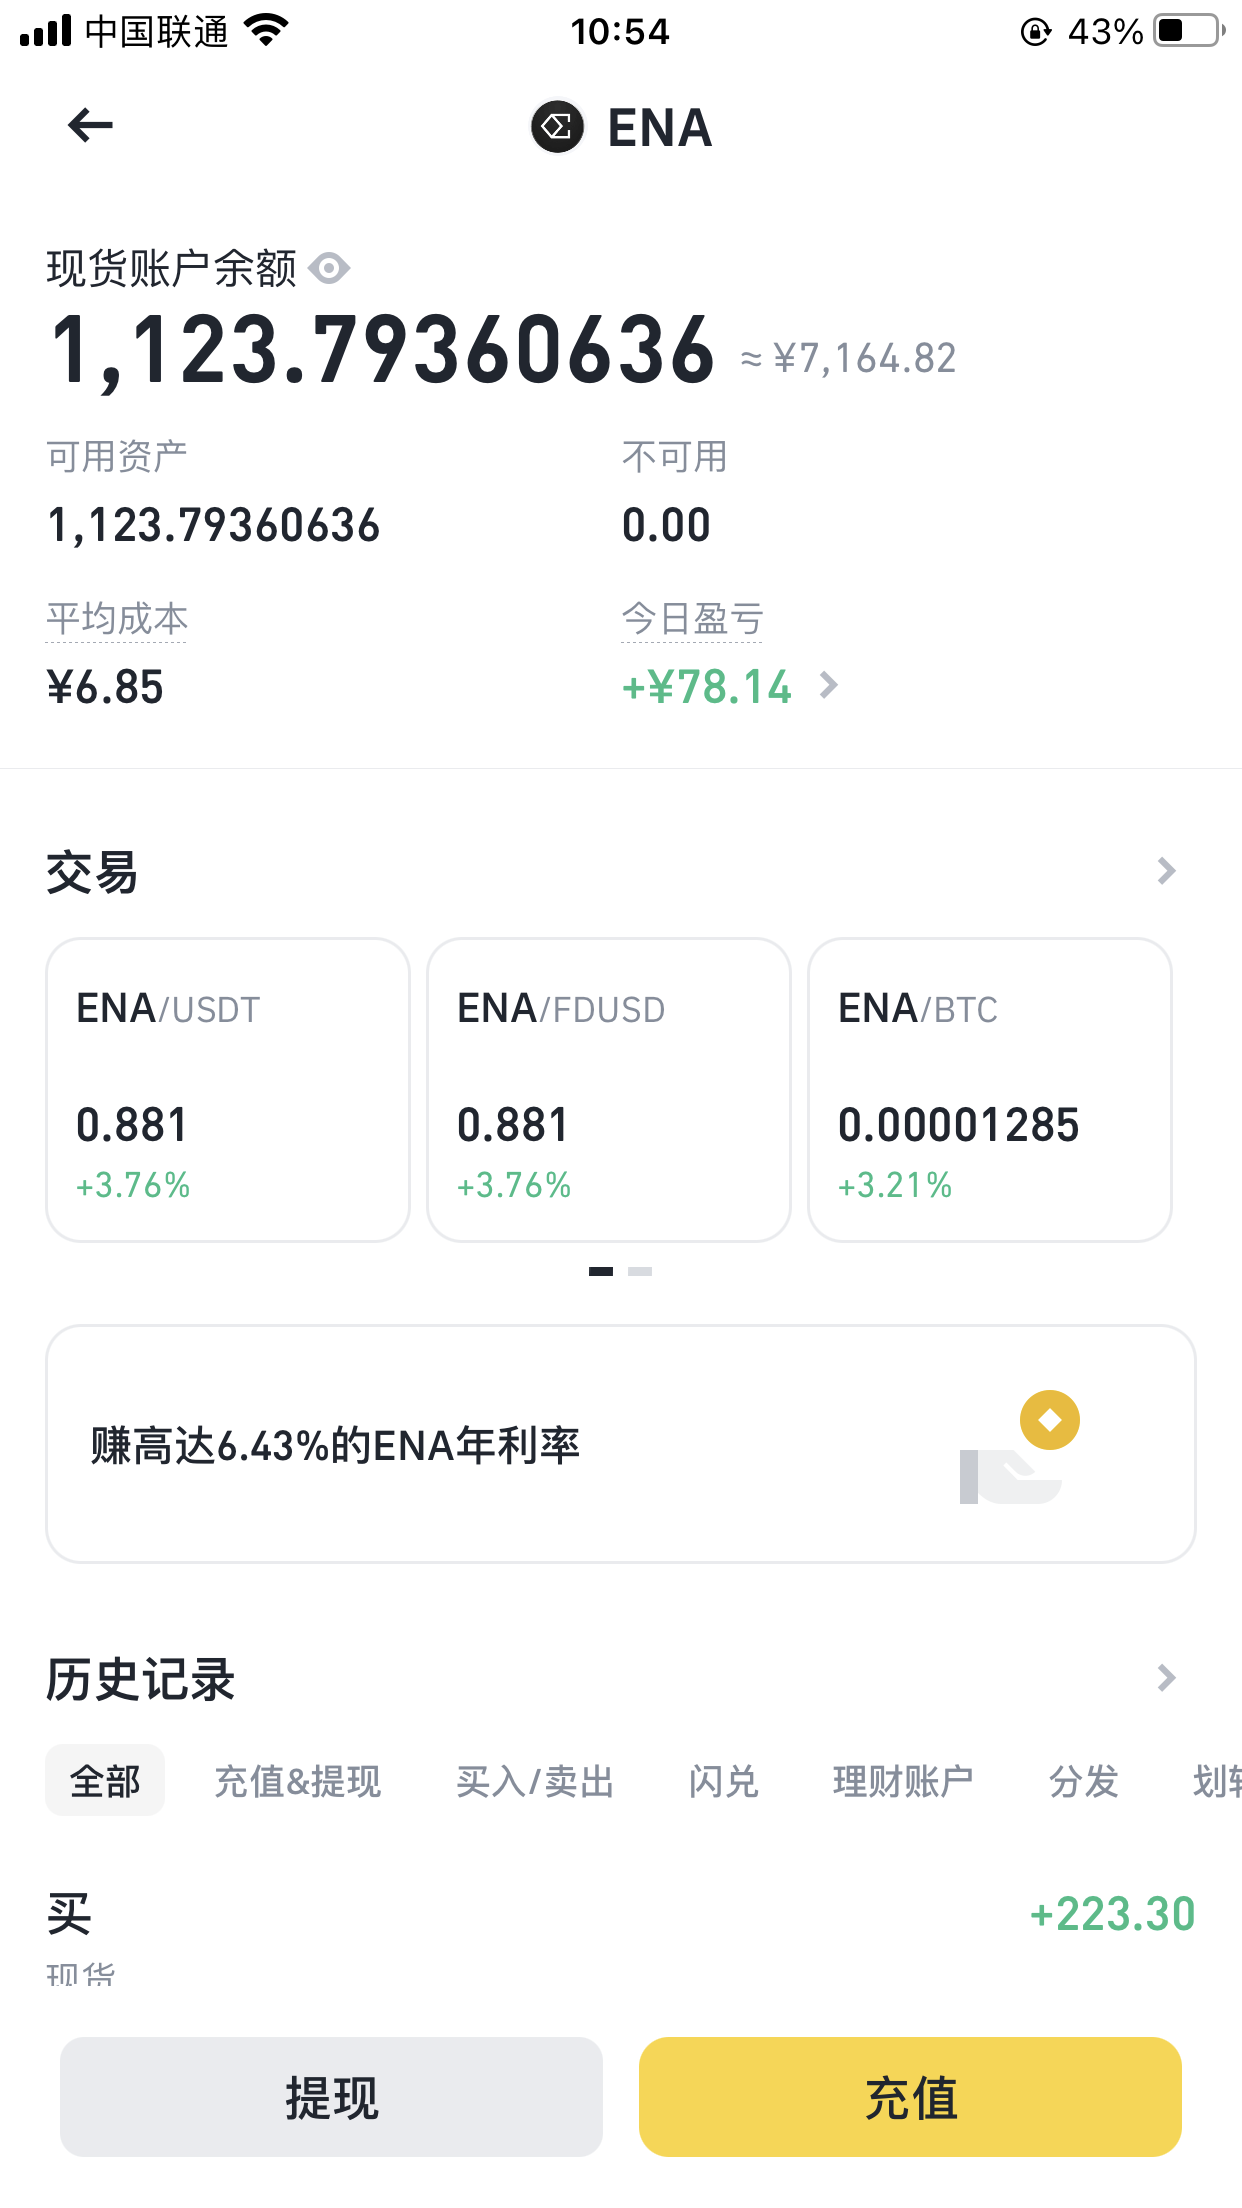 中国联通 10:54 43%
ENA
现货账户余额
1,123.79360636 ≈ ¥7,164.82
可用资产 不可用
1,123.79360636 0.00
平均成本 今日盈亏
¥6.85 +¥78.14
交易
ENA/USDT ENA/FDUSD ENA/BTC
0.881 0.881 0.00001285
+3.76% +3.76% +3.21%
赚高达6.43%的ENA年利率
历史记录
全部 充值&提现 买入/卖出 闪兑 理财账户 分发 划转
买 +223.30
现货
提现 充值